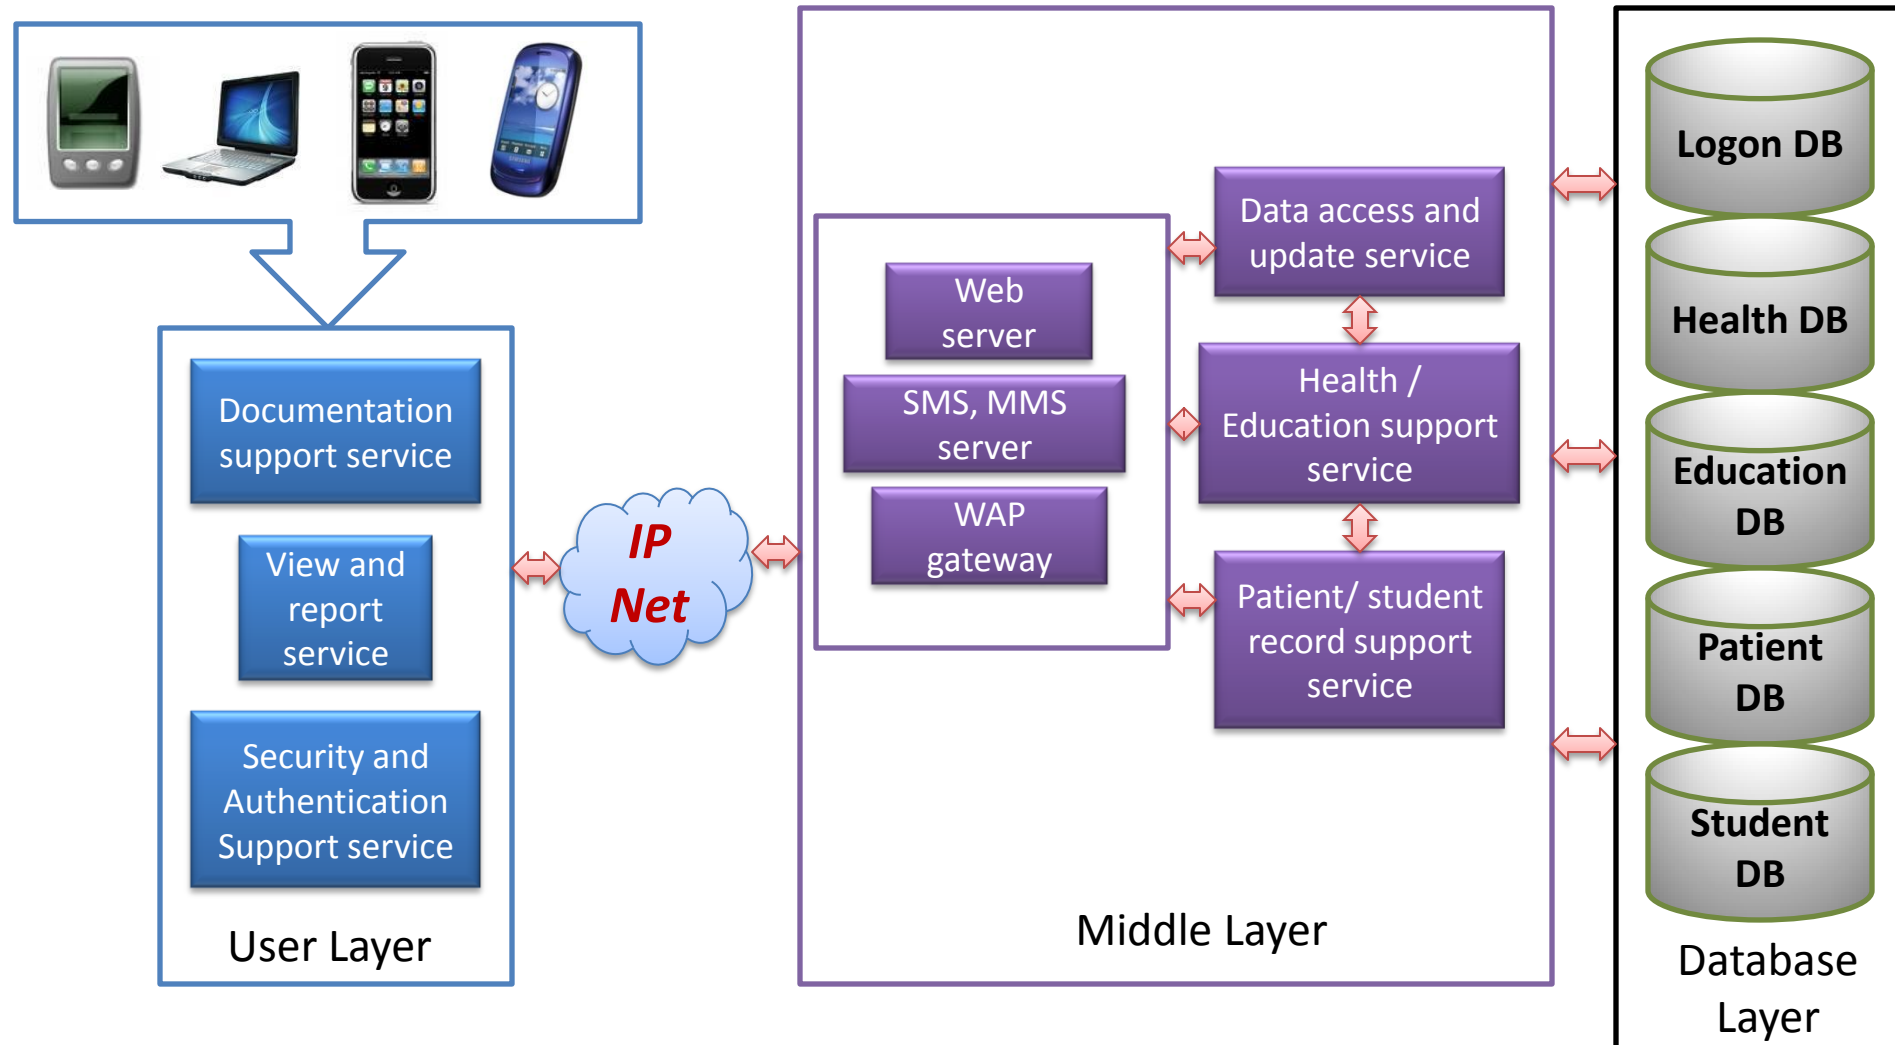 Documentation
support service
View and
report
service
Security and
Authentication
Support service
User Layer
IP
Net
Web
server
SMS, MMS
server
WAP
gateway
Data access and
update service
Health /
Education support
service
Patient/ student
record support
service
Middle Layer
Logon DB
Health DB
Education
DB
Patient
DB
Student
DB
Database
Layer